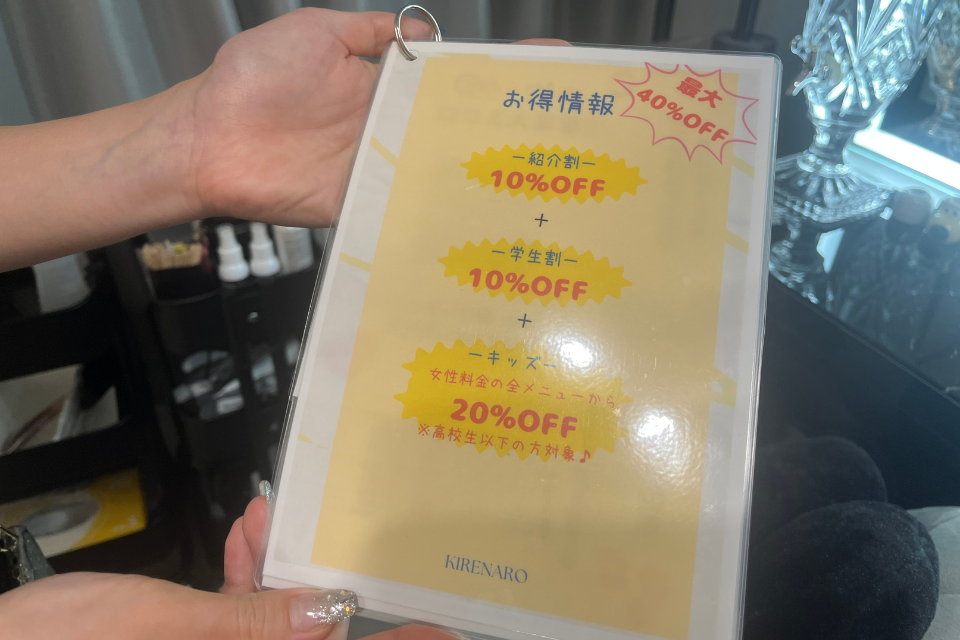 お得情報
最大
40%OFF
ー紹介割ー
10%OFF
+
ー学生割ー
10%OFF
+
ーキッズー
女性料金の全メニューから
20%OFF
※高校生以下の方対象♪
KIRENARO